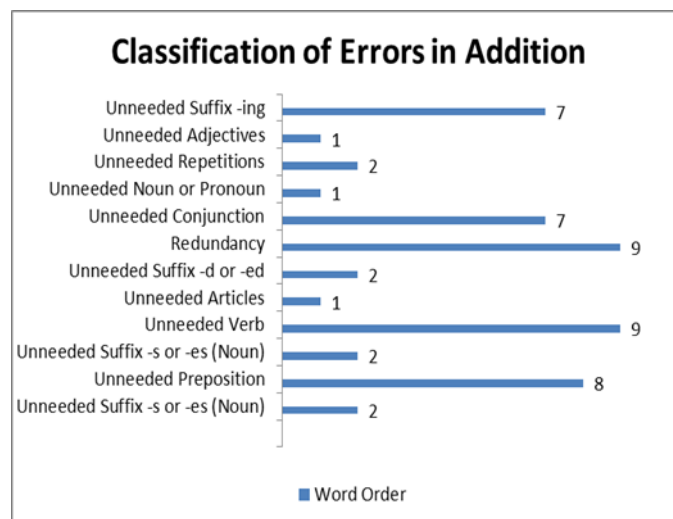 Classification of Errors in Addition
Unneeded Suffix -ing 7
Unneeded Adjectives 1
Unneeded Repetitions 2
Unneeded Noun or Pronoun 1
Unneeded Conjunction 7
Redundancy 9
Unneeded Suffix -d or -ed 2
Unneeded Articles 1
Unneeded Verb 9
Unneeded Suffix -s or -es (Noun) 2
Unneeded Preposition 8
Unneeded Suffix -s or -es (Noun) 2
Word Order